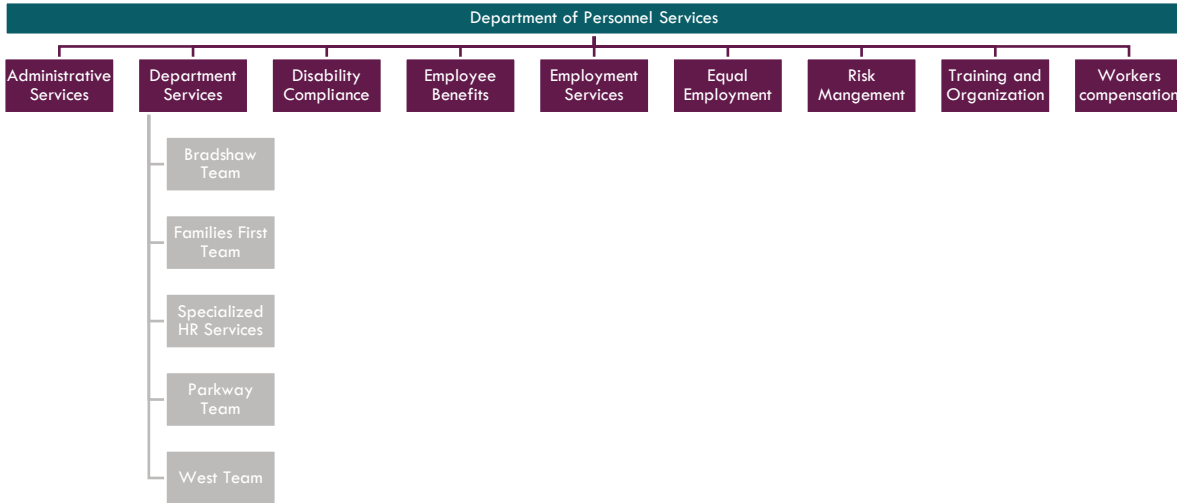 Department of Personnel Services
Administrative
Services
Department
Services
Disability
Compliance
Employee
Benefits
Employment
Services
Equal
Employment
Risk
Mangement
Training and
Organization
Workers
compensation
Bradshaw
Team
Families First
Team
Specialized
HR Services
Parkway
Team
West Team